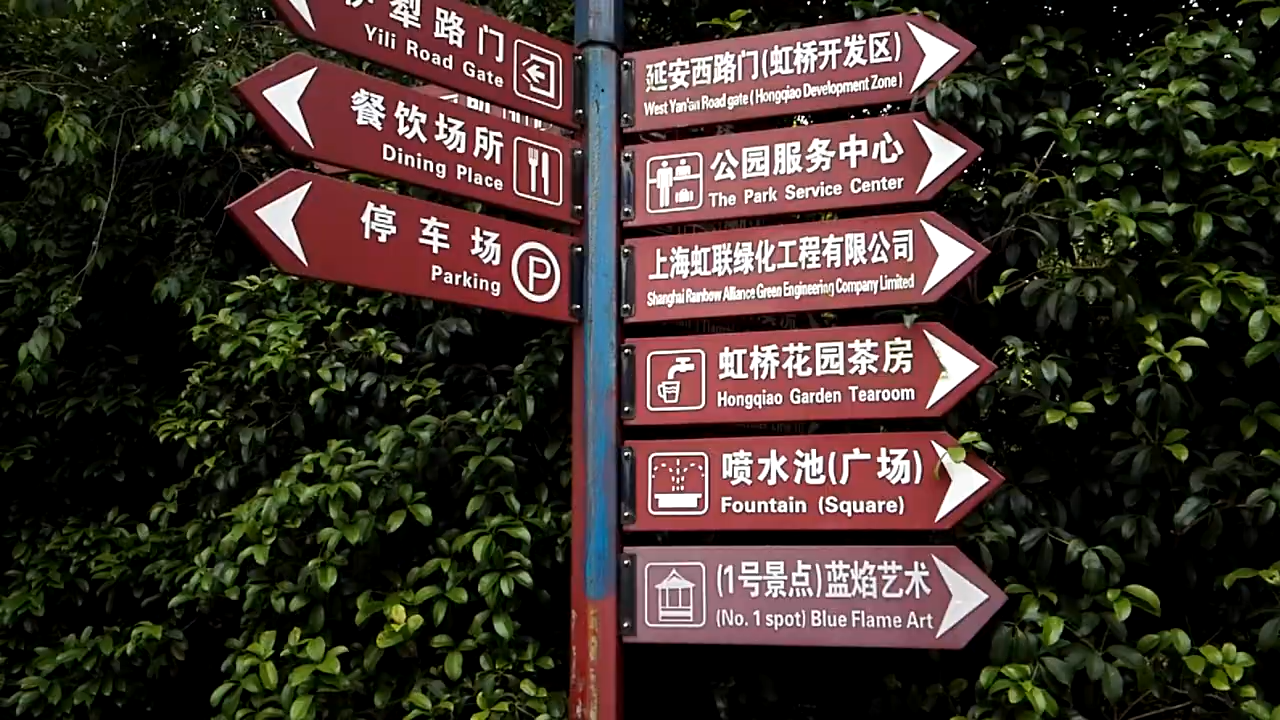 犁路门
Yili Road Gate
餐饮场所
Dining Place
停车场
P
Parking
延安西路门(虹桥开发区)
West Yan'an Road gate ( Hongqiao Development Zone )
公园服务中心
The Park Service Center
上海虹联绿化工程有限公司
Shanghai Rainbow Alliance Green Engineering Company Limited
虹桥花园茶房
Hongqiao Garden Tearoom
喷水池(广场)
Fountain (Square)
(1号景点)蓝焰艺术
(No. 1 spot) Blue Flame Art